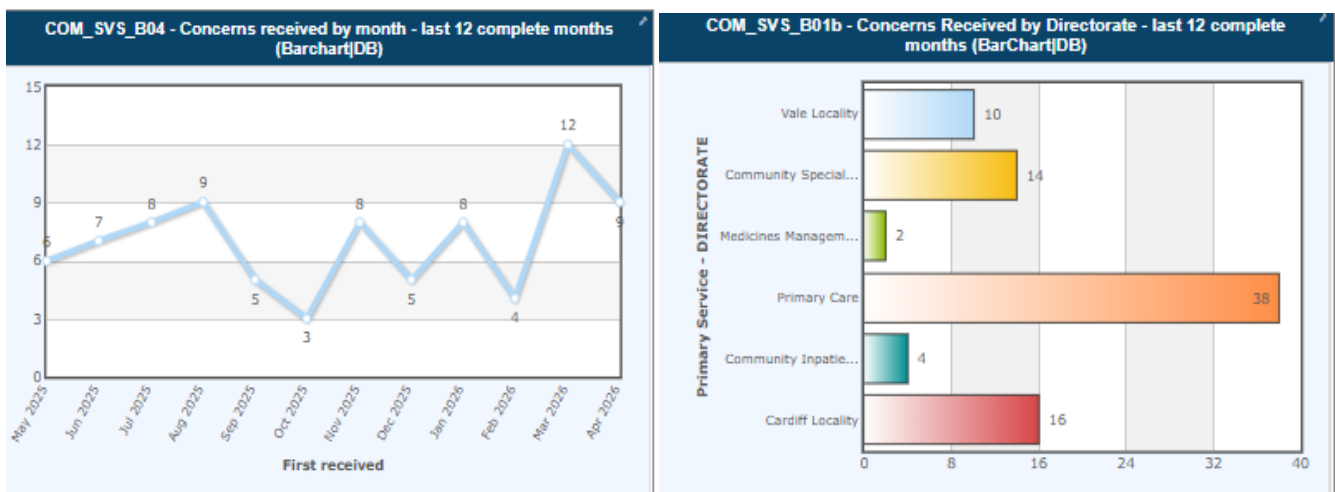 COM_SVS_B04 - Concerns received by month - last 12 complete months
(Barchart|DB)
15
12
9
6
3
0
6
7
8
9
5
3
8
5
8
4
12
9
May 2025
Jun 2025
Jul 2025
Aug 2025
Sep 2025
Oct 2025
Nov 2025
Dec 2025
Jan 2026
Feb 2026
Mar 2026
Apr 2026
First received
COM_SVS_B01b - Concerns Received by Directorate - last 12 complete
months (BarChart|DB)
Primary Service - DIRECTORATE
Vale Locality
10
Community Special...
14
Medicines Managem...
2
Primary Care
38
Community Inpatie...
4
Cardiff Locality
16
0
8
16
24
32
40